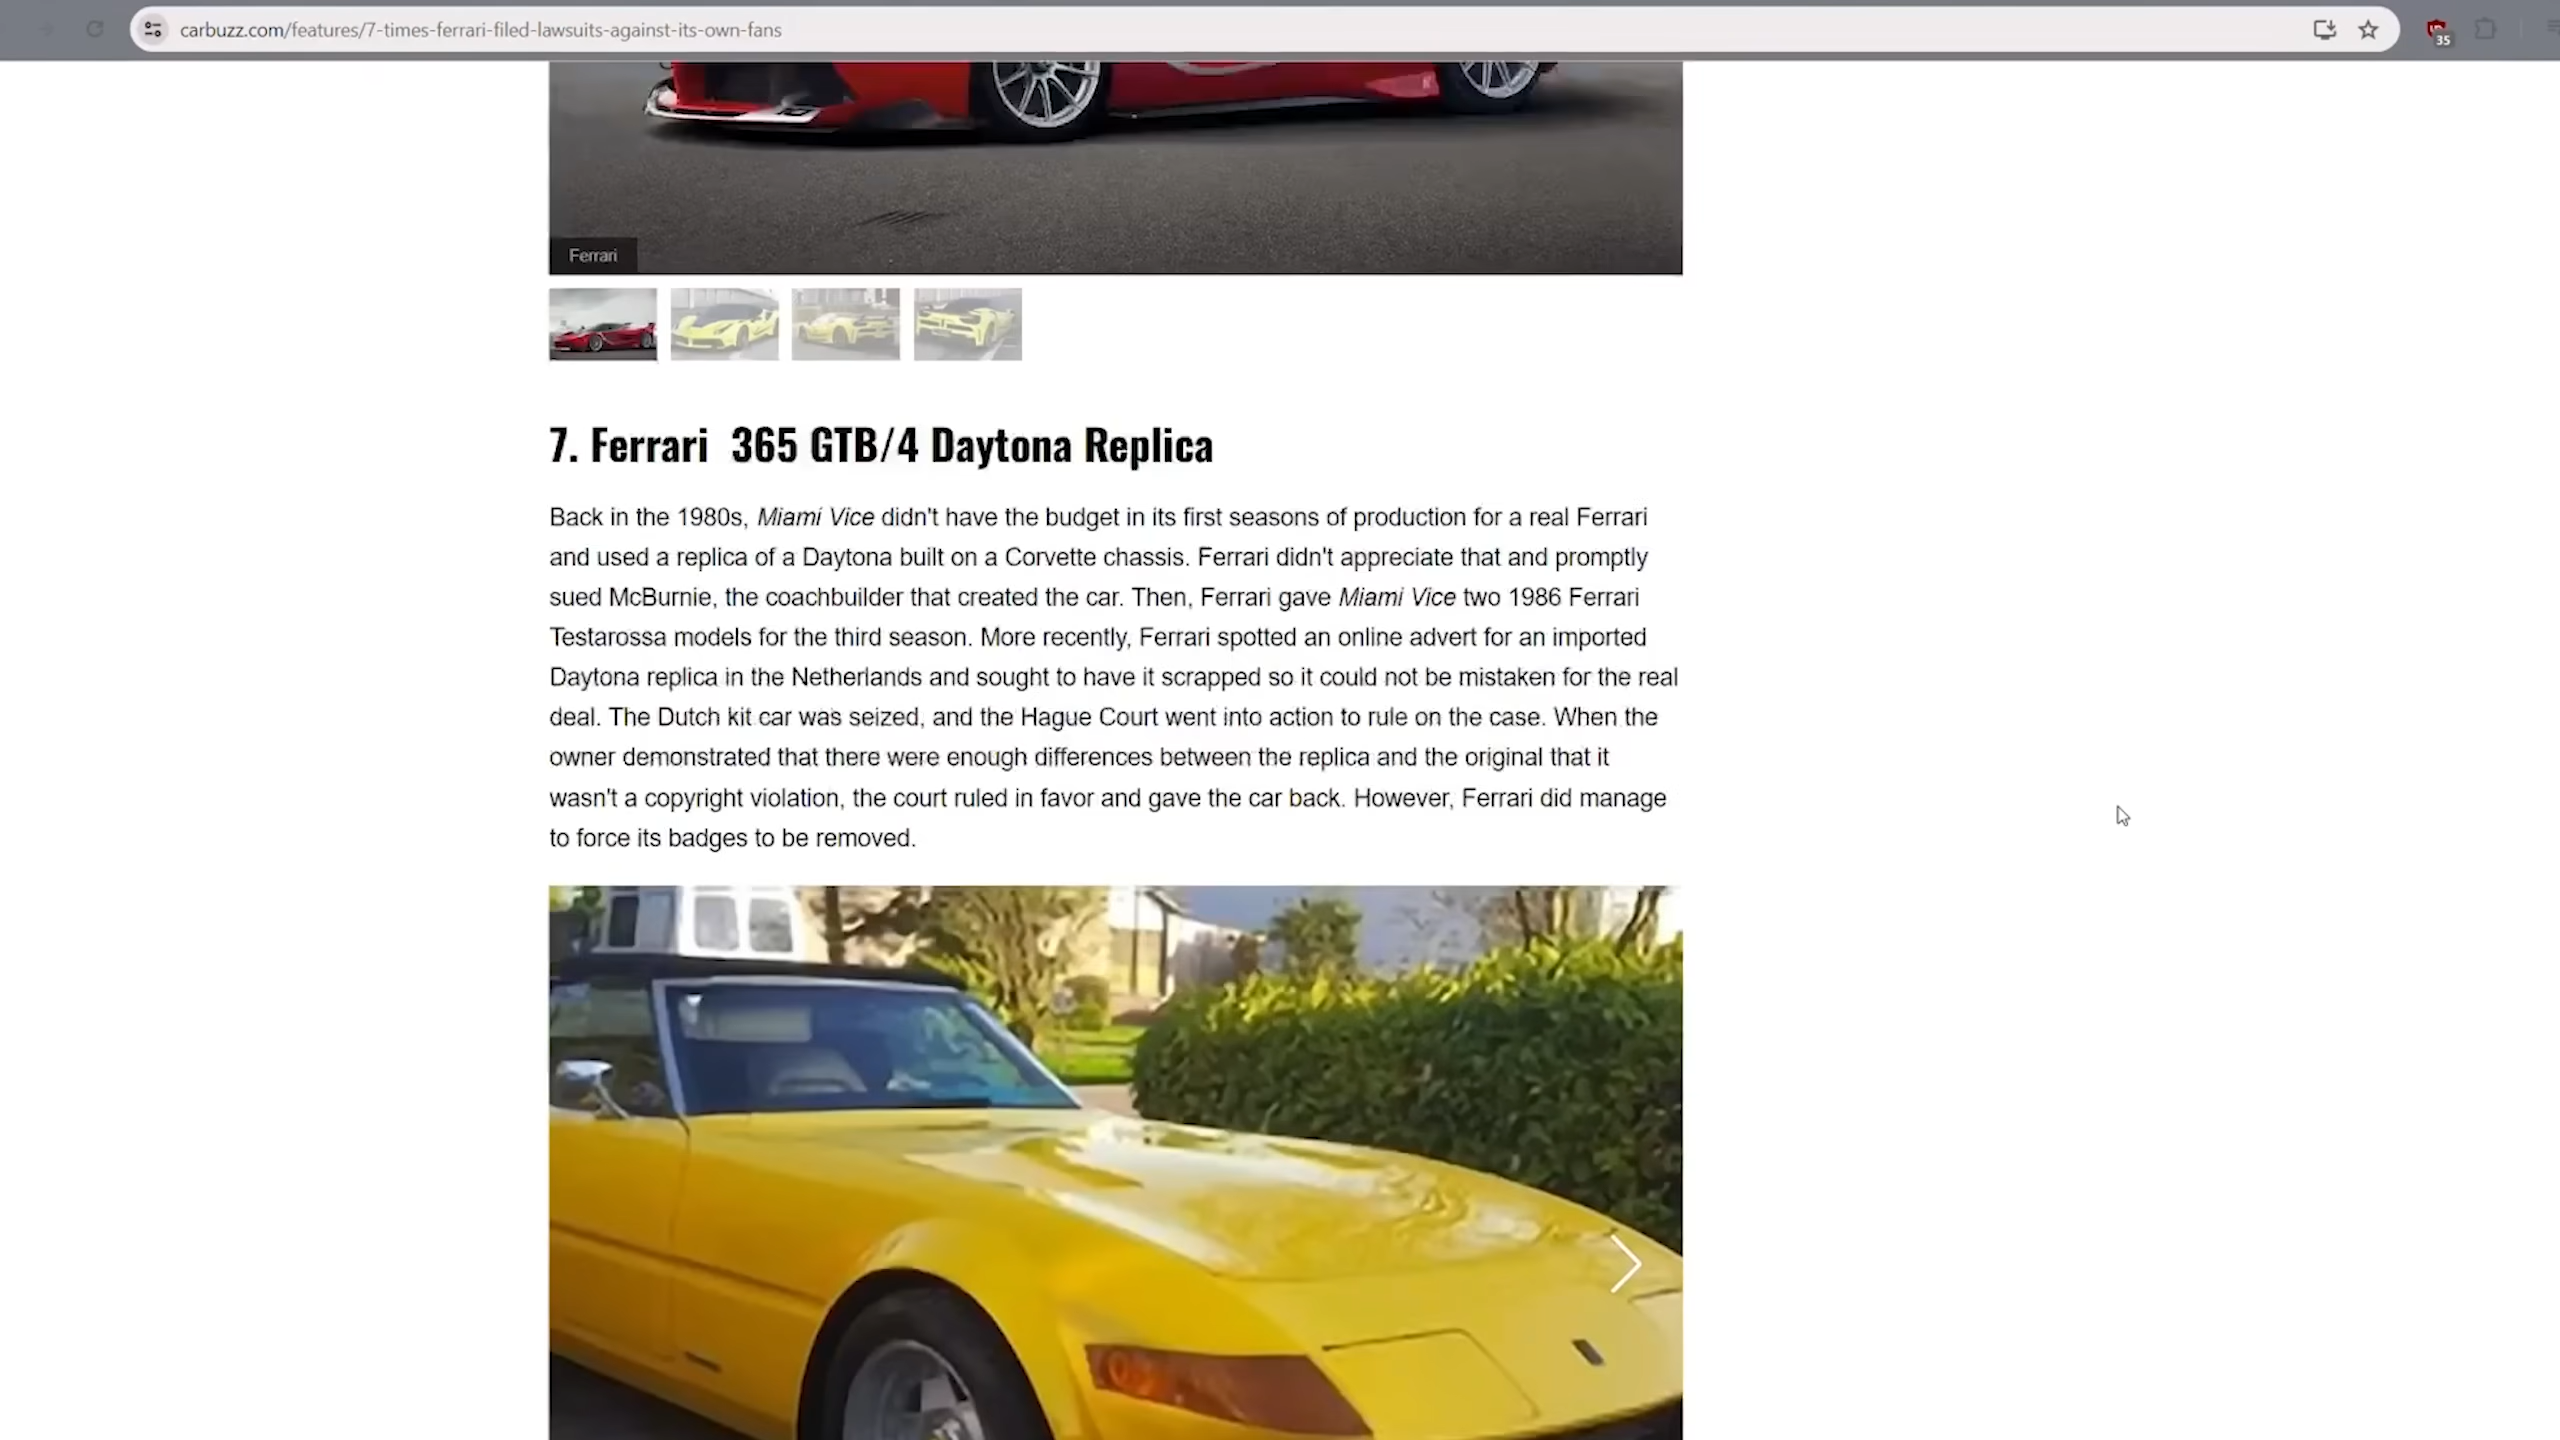 carbuzz.com/features/7-times-ferrari-filed-lawsuits-against-its-own-fans
35
Ferrari
7. Ferrari 365 GTB/4 Daytona Replica
Back in the 1980s, Miami Vice didn't have the budget in its first seasons of production for a real Ferrari
and used a replica of a Daytona built on a Corvette chassis. Ferrari didn't appreciate that and promptly
sued McBurnie, the coachbuilder that created the car. Then, Ferrari gave Miami Vice two 1986 Ferrari
Testarossa models for the third season. More recently, Ferrari spotted an online advert for an imported
Daytona replica in the Netherlands and sought to have it scrapped so it could not be mistaken for the real
deal. The Dutch kit car was seized, and the Hague Court went into action to rule on the case. When the
owner demonstrated that there were enough differences between the replica and the original that it
wasn't a copyright violation, the court ruled in favor and gave the car back. However, Ferrari did manage
to force its badges to be removed.